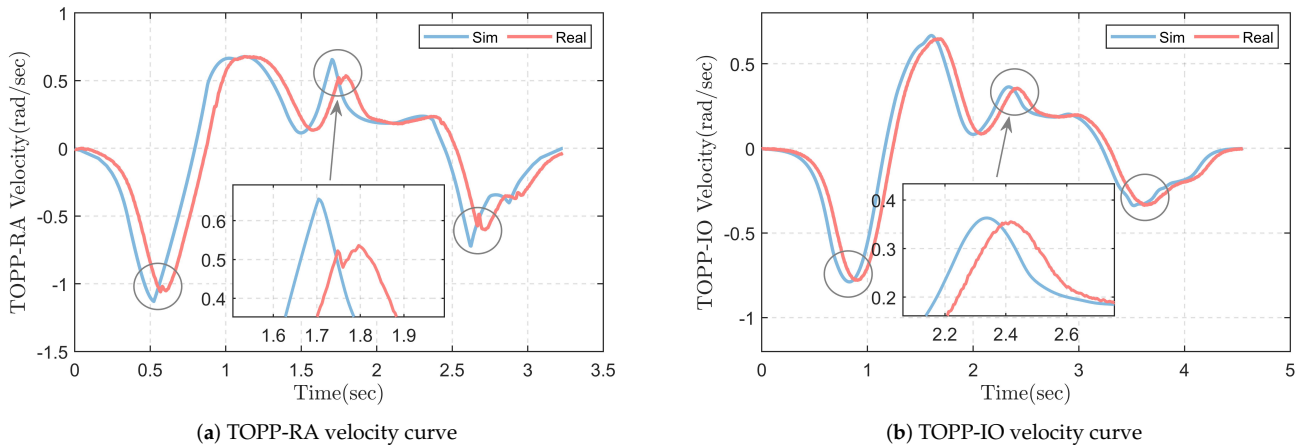 TOPP-RA Velocity(rad/sec)
1
0.5
0
-0.5
-1
-1.5
Sim Real
0.6
0.5
0.4
1.6 1.7 1.8 1.9
0 0.5 1 1.5 2 2.5 3 3.5
Time(sec)
(a) TOPP-RA velocity curve
TOPP-IO Velocity(rad/sec)
0.5
0
-0.5
-1
Sim Real
0.4
0.3
0.2
2.2 2.4 2.6
0 1 2 3 4 5
Time(sec)
(b) TOPP-IO velocity curve